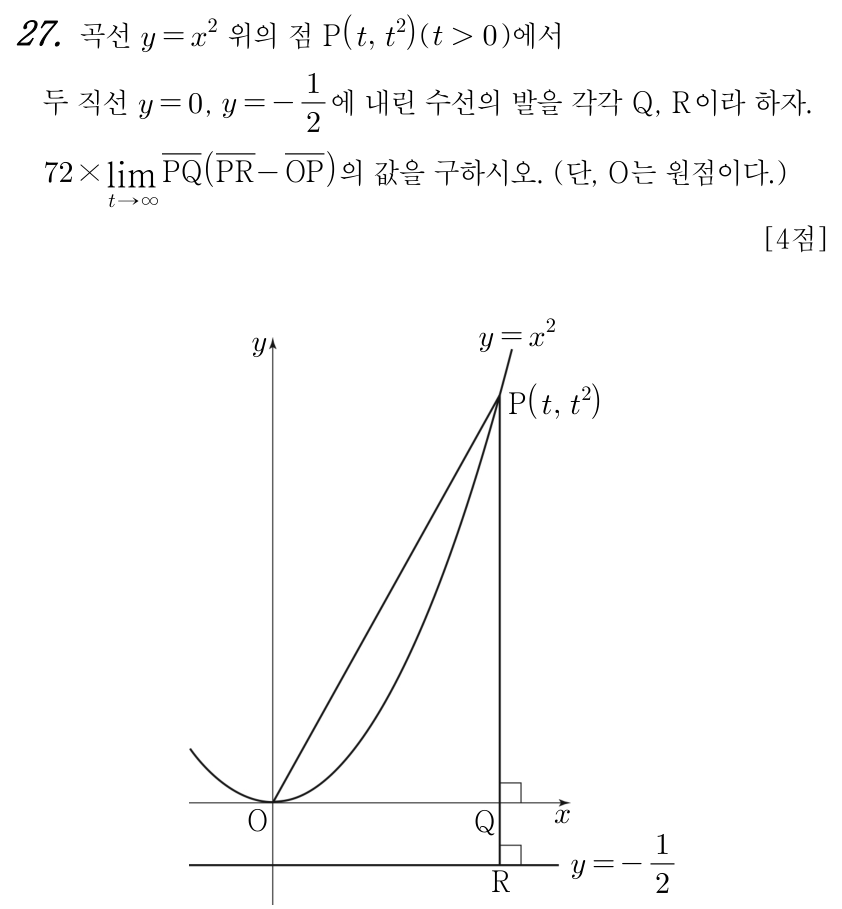 27. 곡선 y = x² 위의 점 P(t, t²)(t > 0)에서
두 직선 y = 0, y = -1/2에 내린 수선의 발을 각각 Q, R이라 하자.
72 × lim_{t→∞} \overline{PQ}(\overline{PR} - \overline{OP})의 값을 구하시오. (단, O는 원점이다.)
[4점]
y
y = x²
P(t, t²)
O
Q
x
y = -1/2
R